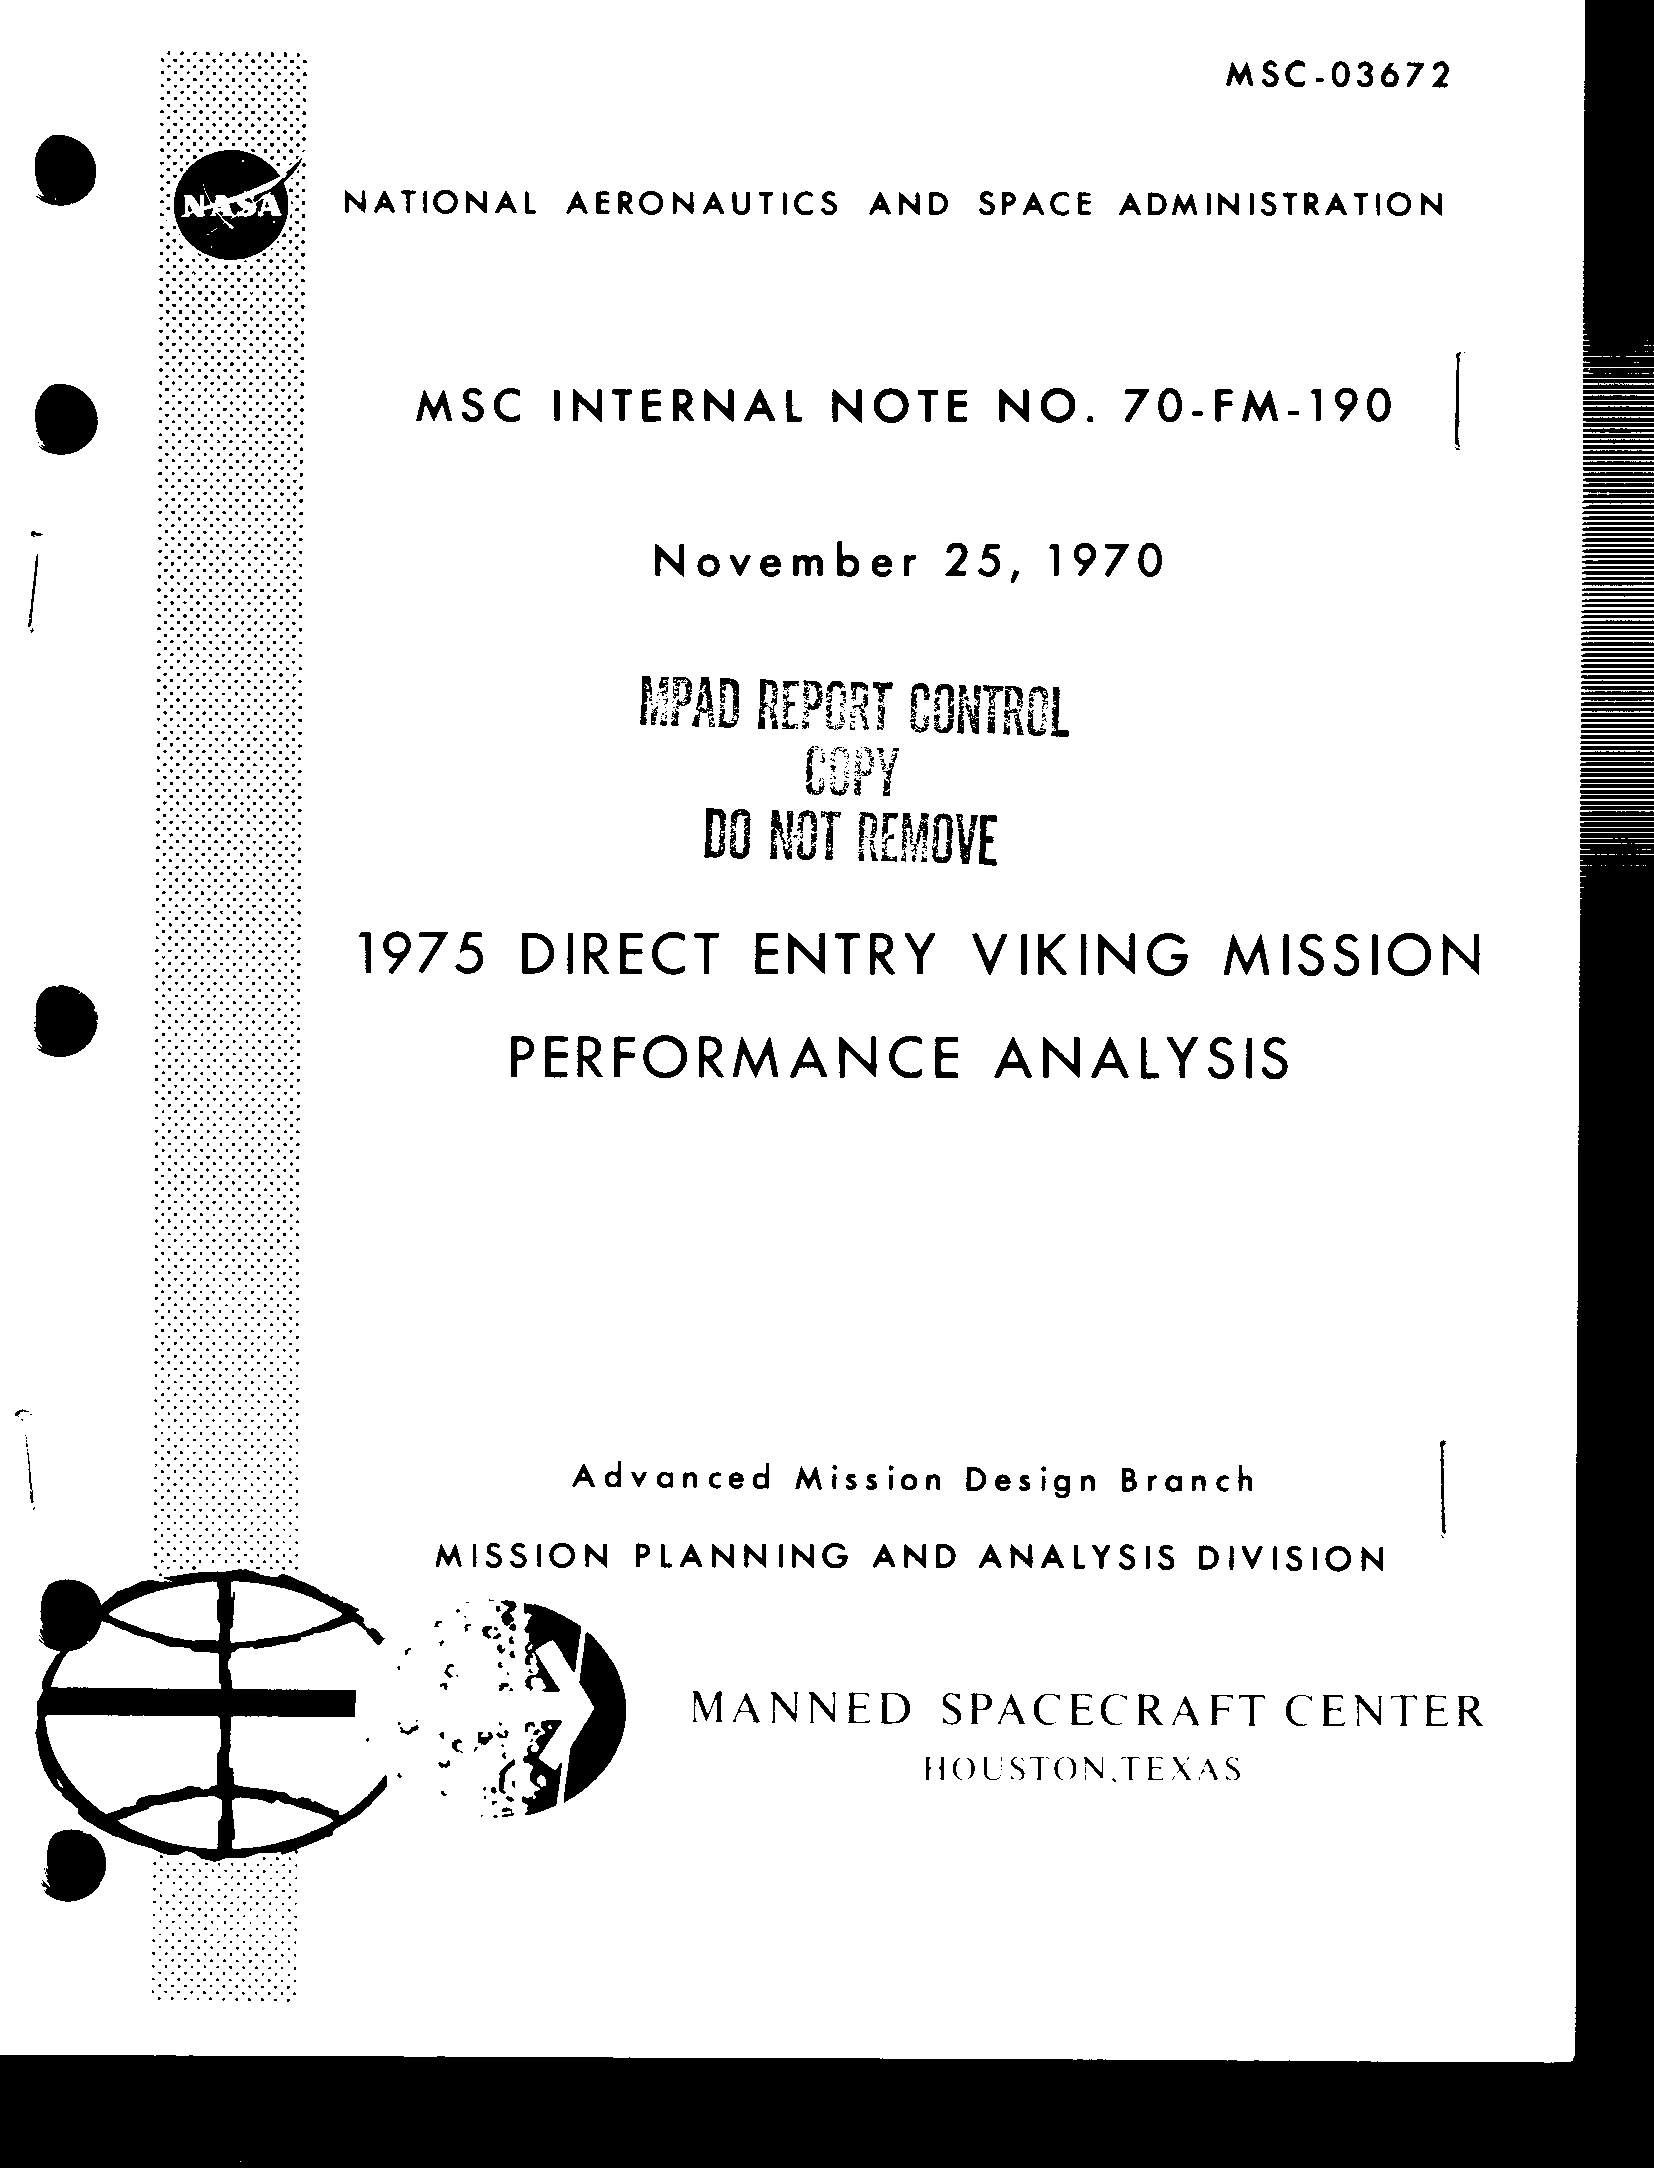 MSC-03672
NASA
NATIONAL AERONAUTICS AND SPACE ADMINISTRATION
MSC INTERNAL NOTE NO. 70-FM-190
November 25, 1970
MPAD REPORT CONTROL
COPY
DO NOT REMOVE
1975 DIRECT ENTRY VIKING MISSION
PERFORMANCE ANALYSIS
Advanced Mission Design Branch
MISSION PLANNING AND ANALYSIS DIVISION
MANNED SPACECRAFT CENTER
HOUSTON, TEXAS